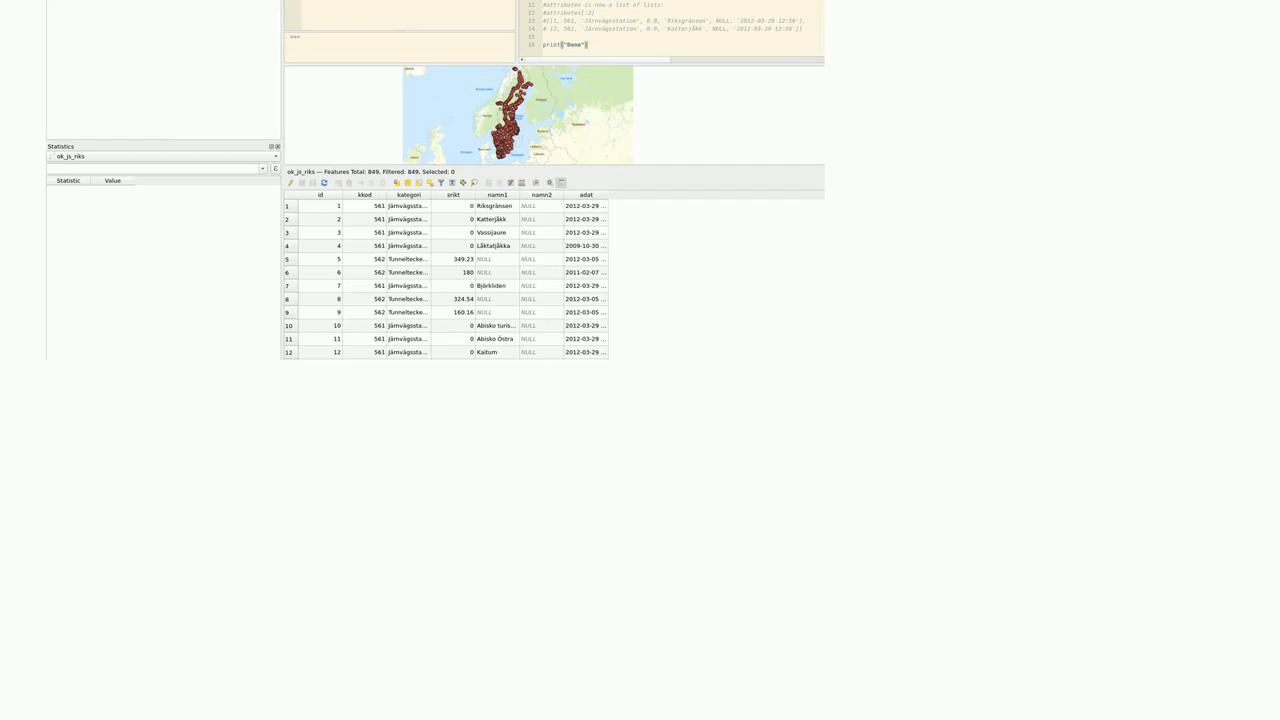 11 #attributes is now a list of lists:
12 #attributes[:2]
13 #[[1, 561, 'Järnvägsstation', 0.0, 'Riksgränsen', NULL, '2012-03-29 12:56'],
14 # [2, 561, 'Järnvägsstation', 0.0, 'Katterjåkk', NULL, '2012-03-29 12:56']]
15
16 print("Done")
>>>
Statistics
ok_js_riks
Statistic Value
ok_js_riks — Features Total: 849, Filtered: 849, Selected: 0
id kkod kategori srikt namn1 namn2 adat
1 1 561 Järnvägssta... 0 Riksgränsen NULL 2012-03-29 ...
2 2 561 Järnvägssta... 0 Katterjåkk NULL 2012-03-29 ...
3 3 561 Järnvägssta... 0 Vassijaure NULL 2012-03-29 ...
4 4 561 Järnvägssta... 0 Låktatjåkka NULL 2009-10-30 ...
5 5 562 Tunneltecke... 349.23 NULL NULL 2012-03-05 ...
6 6 562 Tunneltecke... 180 NULL NULL 2011-02-07 ...
7 7 561 Järnvägssta... 0 Björkliden NULL 2012-03-29 ...
8 8 562 Tunneltecke... 324.54 NULL NULL 2012-03-05 ...
9 9 562 Tunneltecke... 160.16 NULL NULL 2012-03-05 ...
10 10 561 Järnvägssta... 0 Abisko turis... NULL 2012-03-29 ...
11 11 561 Järnvägssta... 0 Abisko Östra NULL 2012-03-29 ...
12 12 561 Järnvägssta... 0 Kaitum NULL 2012-03-29 ...